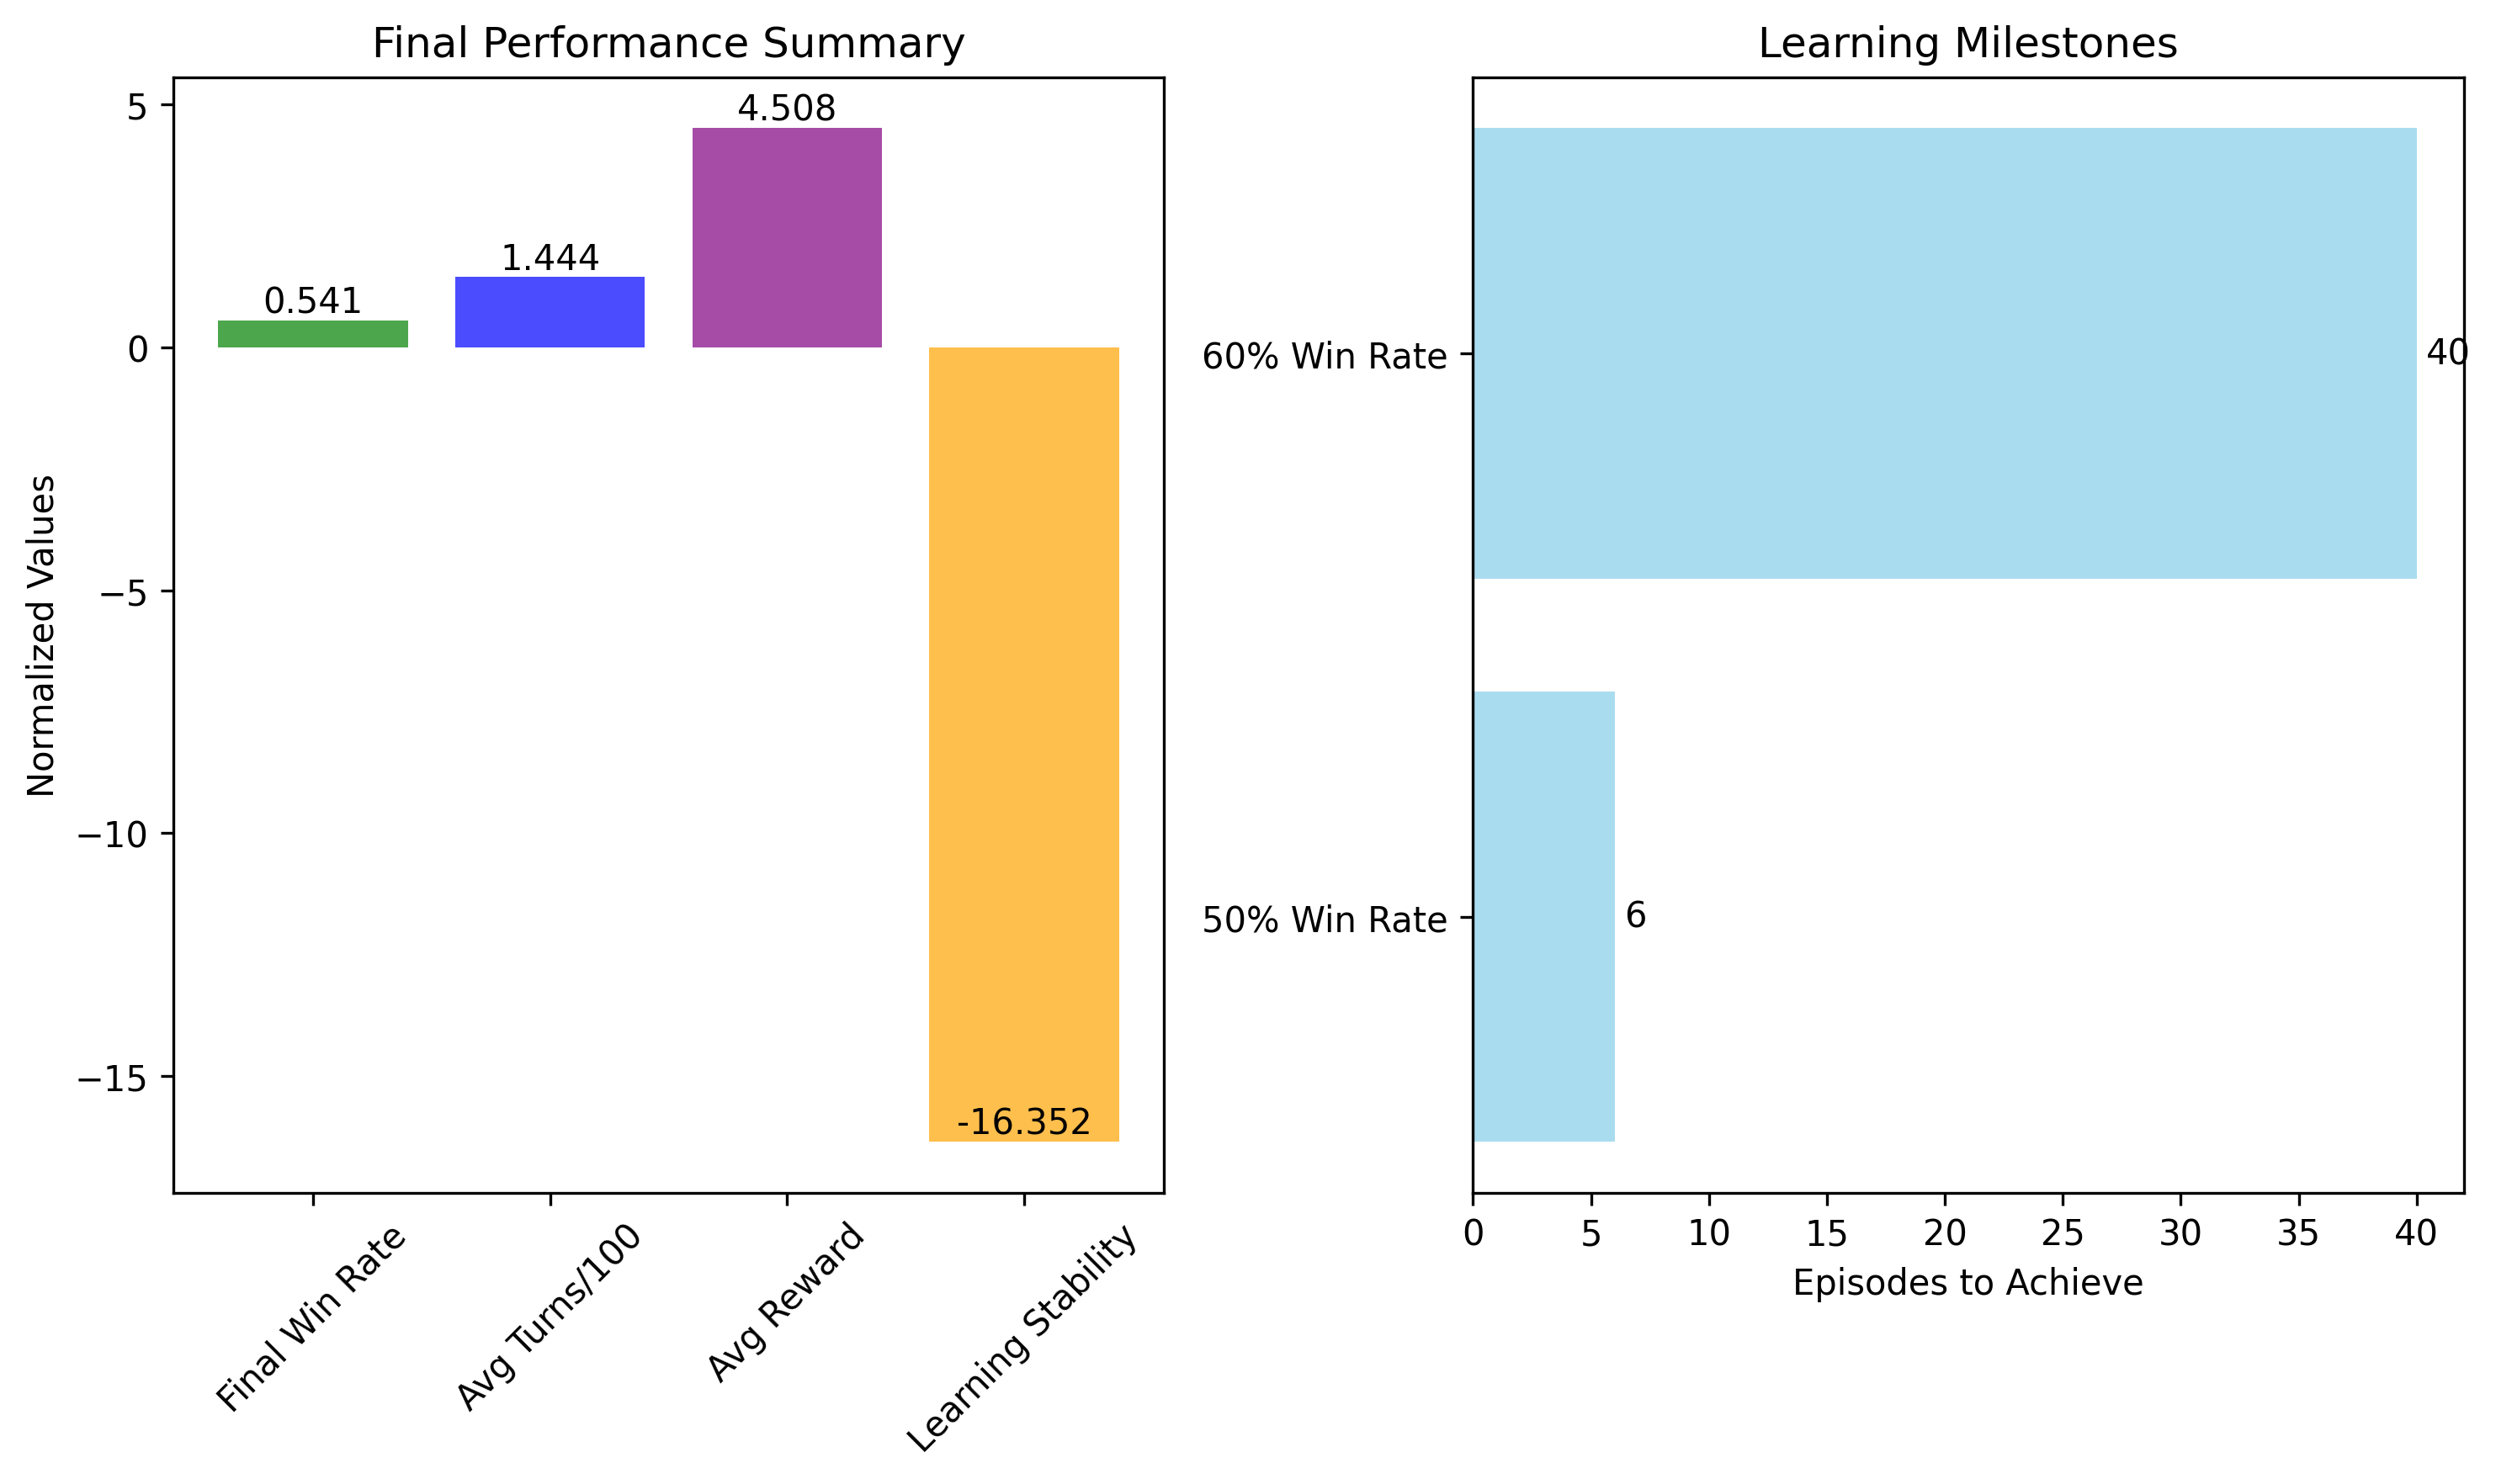 Final Performance Summary
5
0
−5
−10
−15
Normalized Values
0.541
1.444
4.508
-16.352
Final Win Rate
Avg Turns/100
Avg Reward
Learning Stability
Learning Milestones
60% Win Rate
50% Win Rate
40
6
0 5 10 15 20 25 30 35 40
Episodes to Achieve